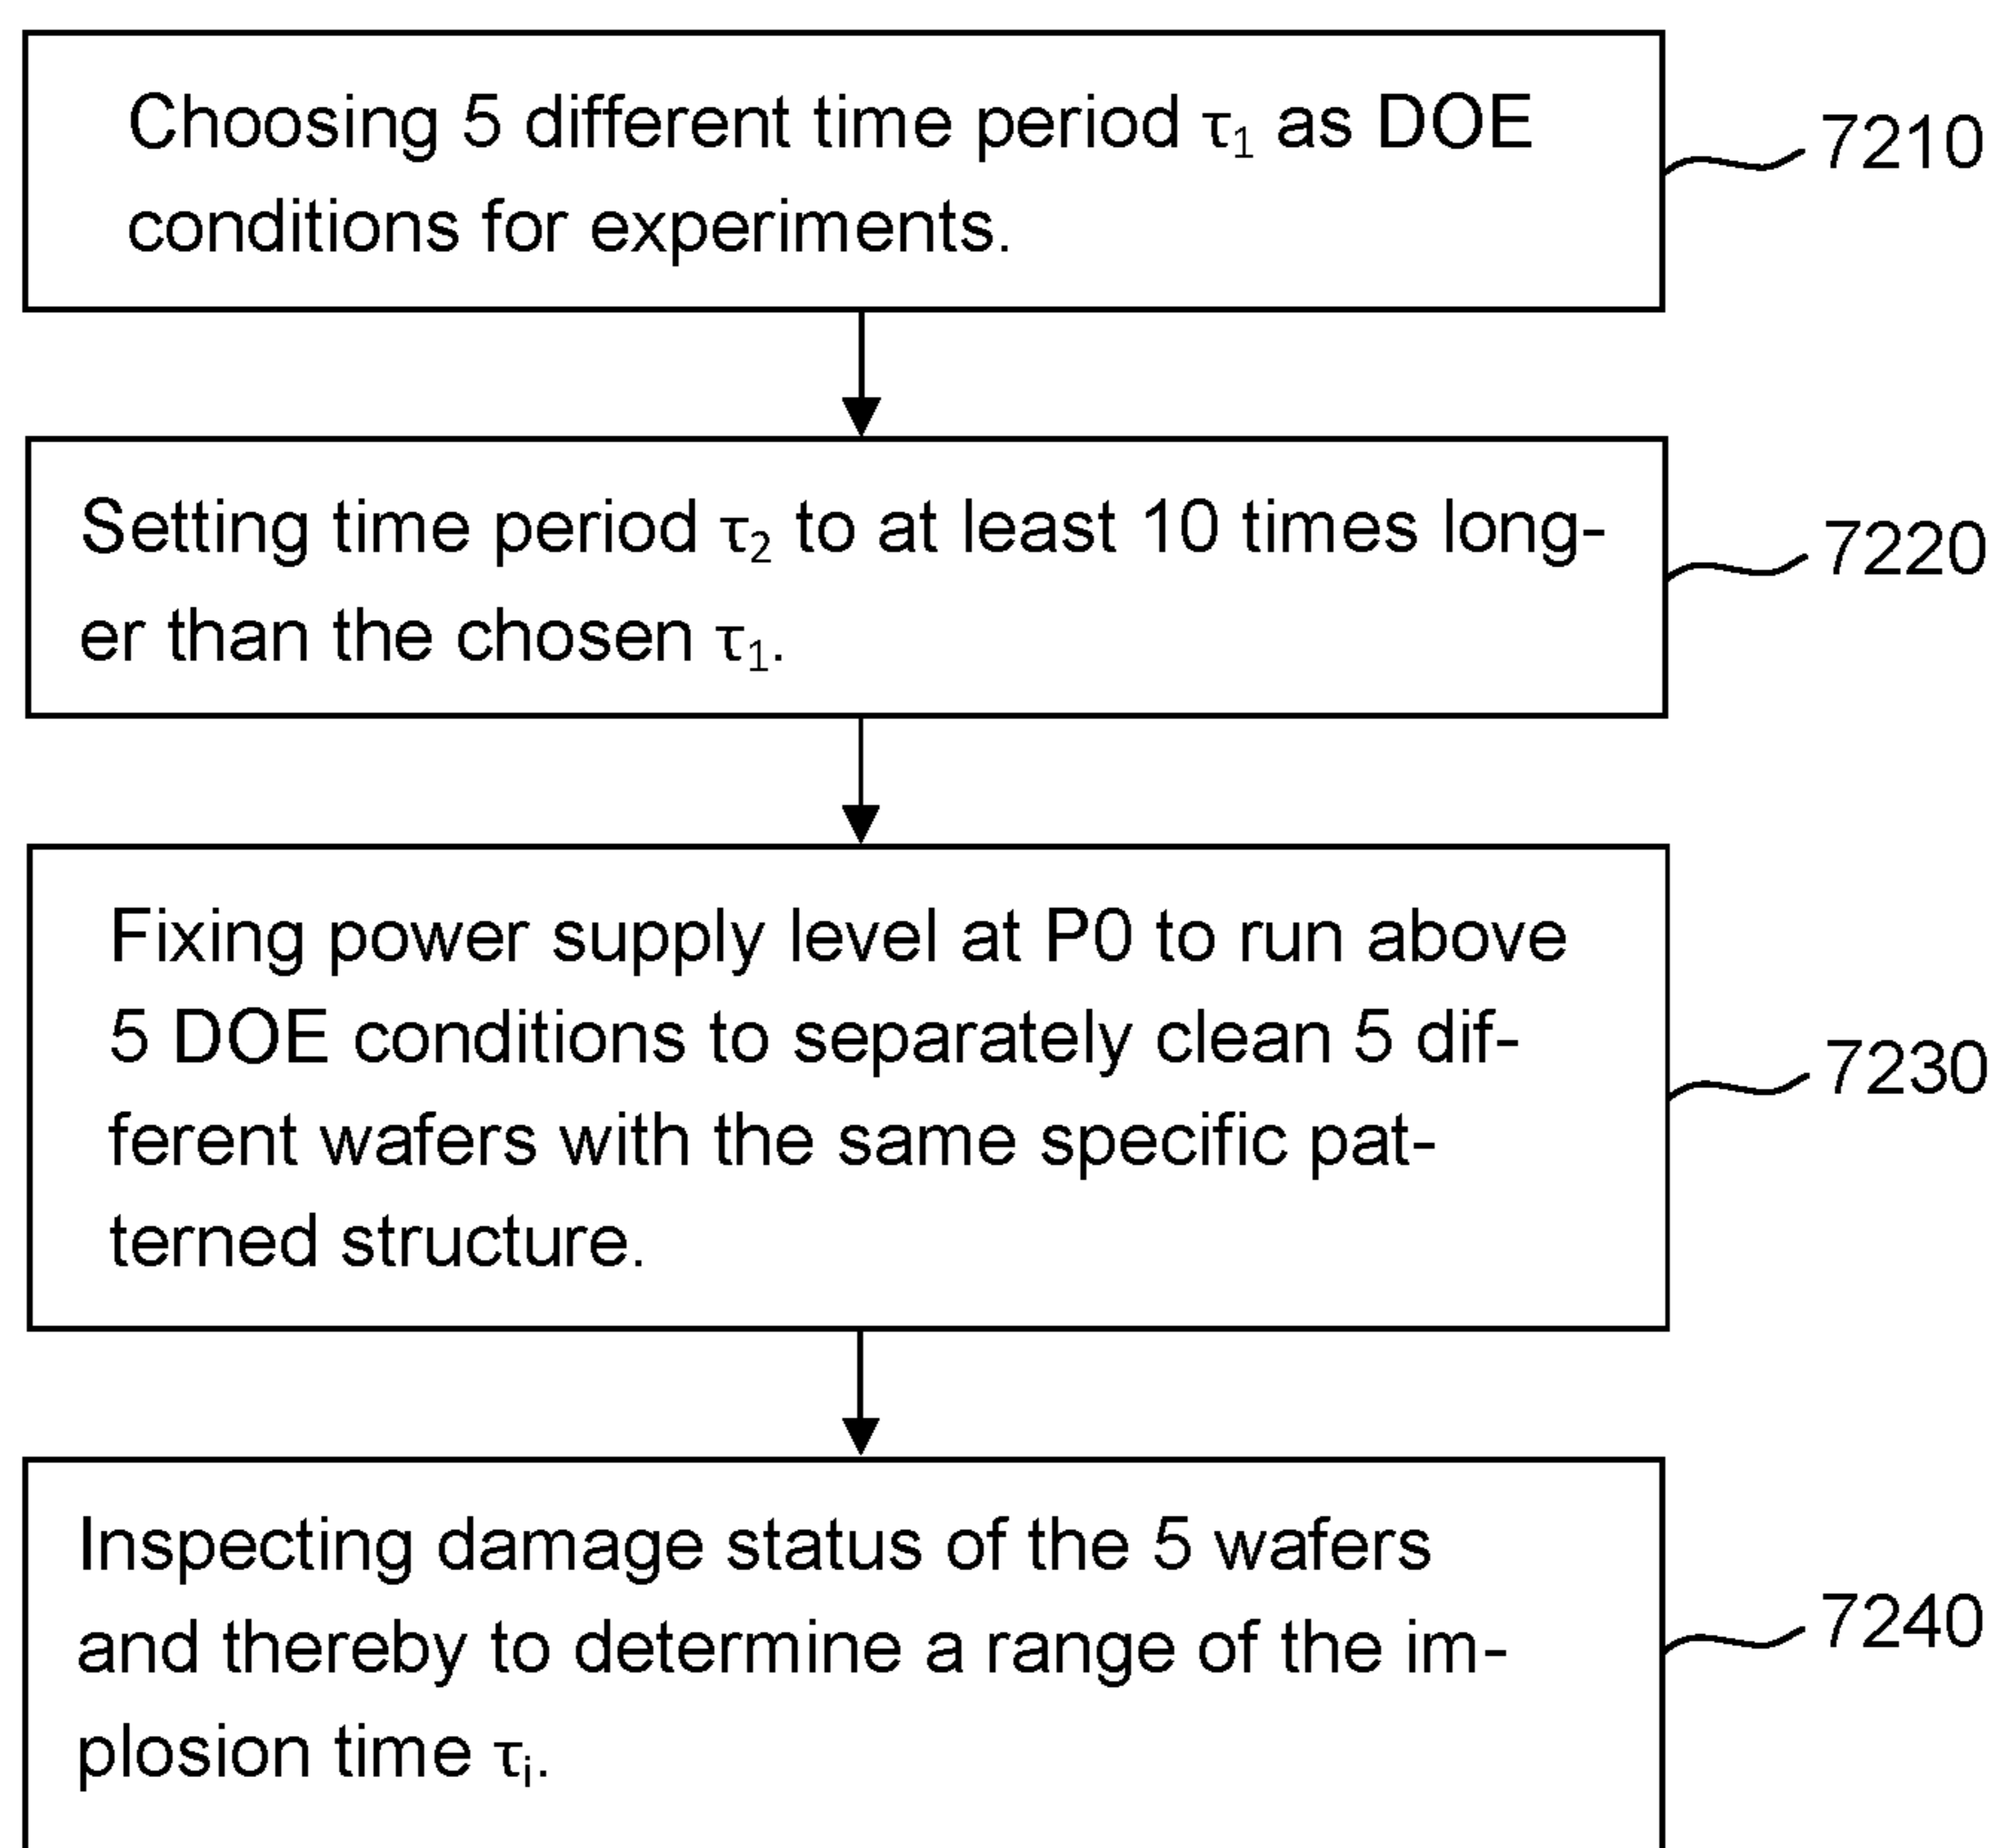 Choosing 5 different time period τ₁ as DOE
conditions for experiments.
7210
Setting time period τ₂ to at least 10 times long-
er than the chosen τ₁.
7220
Fixing power supply level at P0 to run above
5 DOE conditions to separately clean 5 dif-
ferent wafers with the same specific pat-
terned structure.
7230
Inspecting damage status of the 5 wafers
and thereby to determine a range of the im-
plosion time τᵢ.
7240